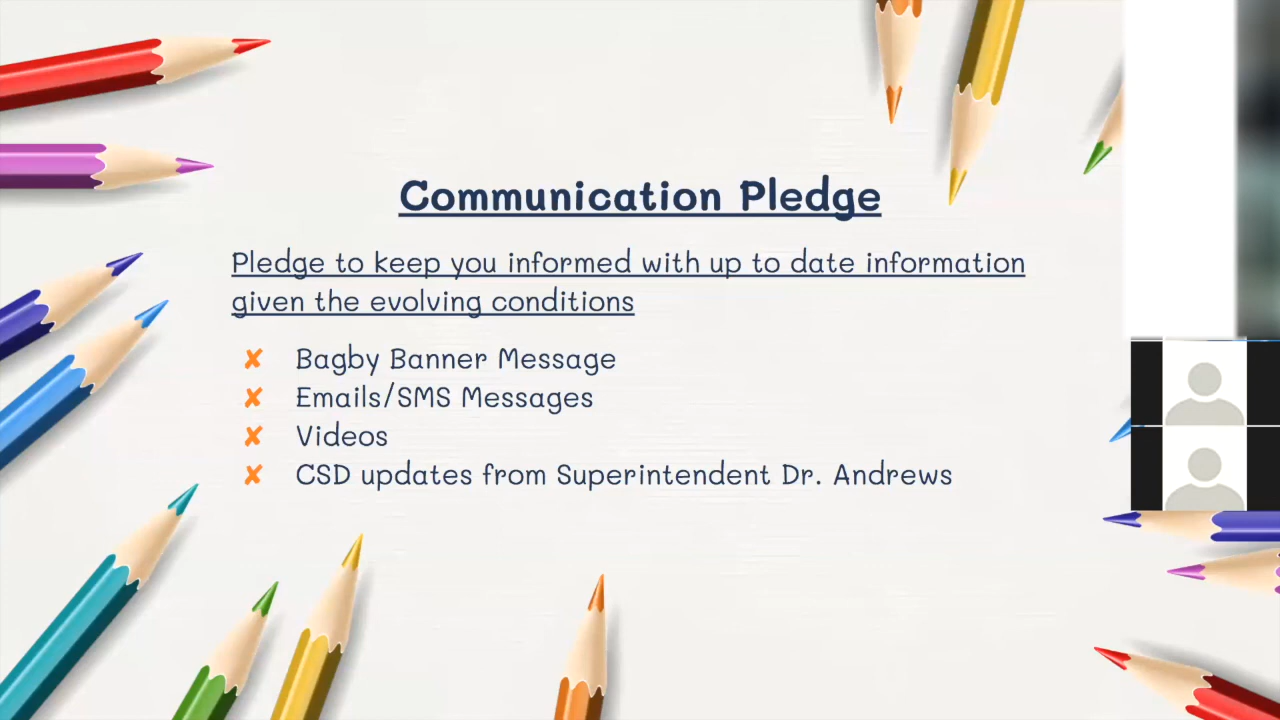 Communication Pledge
Pledge to keep you informed with up to date information
given the evolving conditions
✘ Bagby Banner Message
✘ Emails/SMS Messages
✘ Videos
✘ CSD updates from Superintendent Dr. Andrews